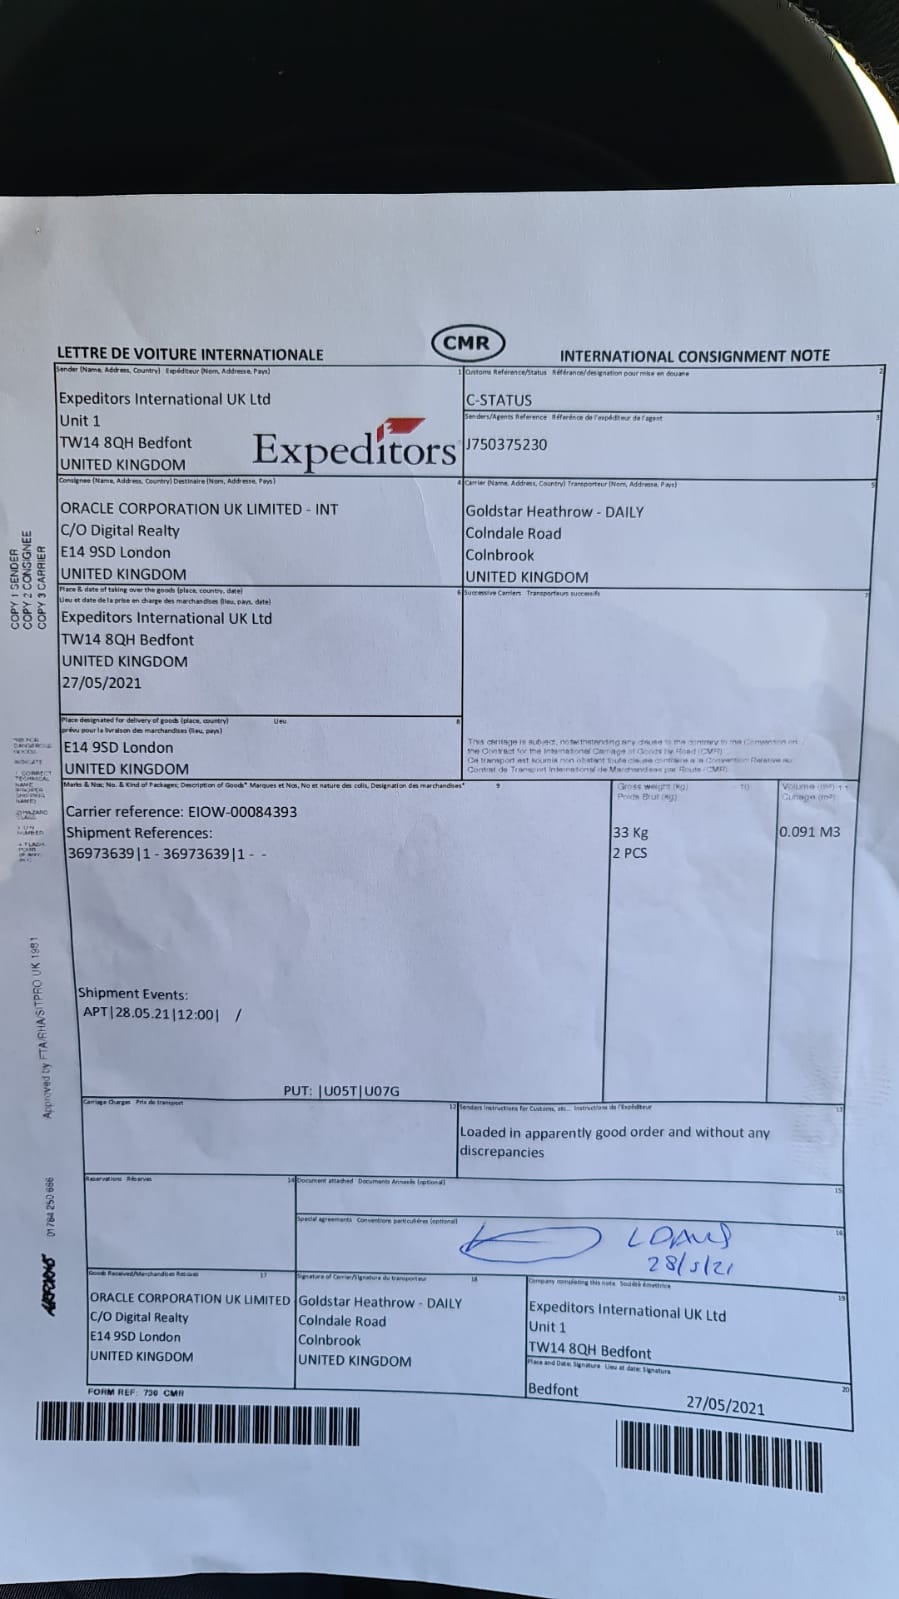 CMR
LETTRE DE VOITURE INTERNATIONALE
INTERNATIONAL CONSIGNMENT NOTE
Sender (Name, Address, Country) Expéditeur (Nom, Addresse, Pays)
1
Expeditors International UK Ltd
Unit 1
TW14 8QH Bedfont
UNITED KINGDOM
Expeditors
Customs Reference/Status Référance/designation pour mise en douane
2
C-STATUS
Senders/Agents Reference Référence de l'expéditeur de l'agent
3
J750375230
Consignee (Name, Address, Country) Destinaire (Nom, Addresse, Pays)
4
ORACLE CORPORATION UK LIMITED - INT
C/O Digital Realty
E14 9SD London
UNITED KINGDOM
Carrier (Name, Address, Country) Transporteur (Nom, Addresse, Pays)
5
Goldstar Heathrow - DAILY
Colndale Road
Colnbrook
UNITED KINGDOM
Place & date of taking over the goods (place, country, date)
6
Lieu et date de la prise en charge des marchandises (lieu, pays, date)
Expeditors International UK Ltd
TW14 8QH Bedfont
UNITED KINGDOM
27/05/2021
Successive Carriers Transporteurs successifs
7
Place designated for delivery of goods (place, country) Lieu
8
prévu pour la livraison des marchandises (lieu, pays)
E14 9SD London
UNITED KINGDOM
This carriage is subject, notwithstanding any clause to the contrary to the Convention on
the Contract for the International Carriage of Goods by Road (CMR)
Ce transport est soumis non obstant toute clause contraire a la Convention Relative au
Contrat de Transport International de Marchandises par Route (CMR)
Marks & Nos; No. & Kind of Packages; Description of Goods* Marques et Nos, No et nature des colis, Designation des marchandises*
9
Gross weight (kg) 10
Poids Brut (kg)
Volume (m³) 11
Cubage (m³)
Carrier reference: EIOW-00084393
Shipment References:
36973639|1 - 36973639|1 - -
33 Kg
2 PCS
0.091 M3
Shipment Events:
APT|28.05.21|12:00| /
PUT: |U05T|U07G
Carriage Charges Prix de transport
12
Senders Instructions for Customs, etc... Instructions de l'Expéditeur
13
Loaded in apparently good order and without any
discrepancies
Reservations Réserves
14
Document attached Documents Annexés (optional)
15
Special agreements Conventions particulières (optional)
16
28/5/21
Goods Received/Marchandises Recues
17
ORACLE CORPORATION UK LIMITED
C/O Digital Realty
E14 9SD London
UNITED KINGDOM
Signature of Carrier/Signature du transporteur
18
Goldstar Heathrow - DAILY
Colndale Road
Colnbrook
UNITED KINGDOM
Company completing this note
19
Expeditors International UK Ltd
Unit 1
TW14 8QH Bedfont
Place and Date; Signature Lieu et date; Signature
20
Bedfont
27/05/2021
FORM REF: 730 CMR
COPY 1 SENDER
COPY 2 CONSIGNEE
COPY 3 CARRIER
Approved by FTA/RHA/SITPRO UK 1981
01784 250 666